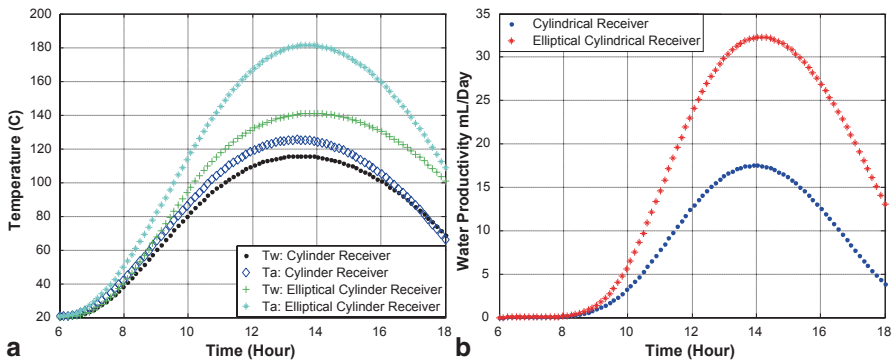 200
180
160
140
120
100
80
60
40
20
Temperature (C)
6
8
10
12
14
16
18
Time (Hour)
Tw: Cylinder Receiver
Ta: Cylinder Receiver
Tw: Elliptical Cylinder Receiver
Ta: Elliptical Cylinder Receiver
a
35
30
25
20
15
10
5
0
Water Productivity mL/Day
6
8
10
12
14
16
18
Time (Hour)
Cylindrical Receiver
Elliptical Cylindrical Receiver
b